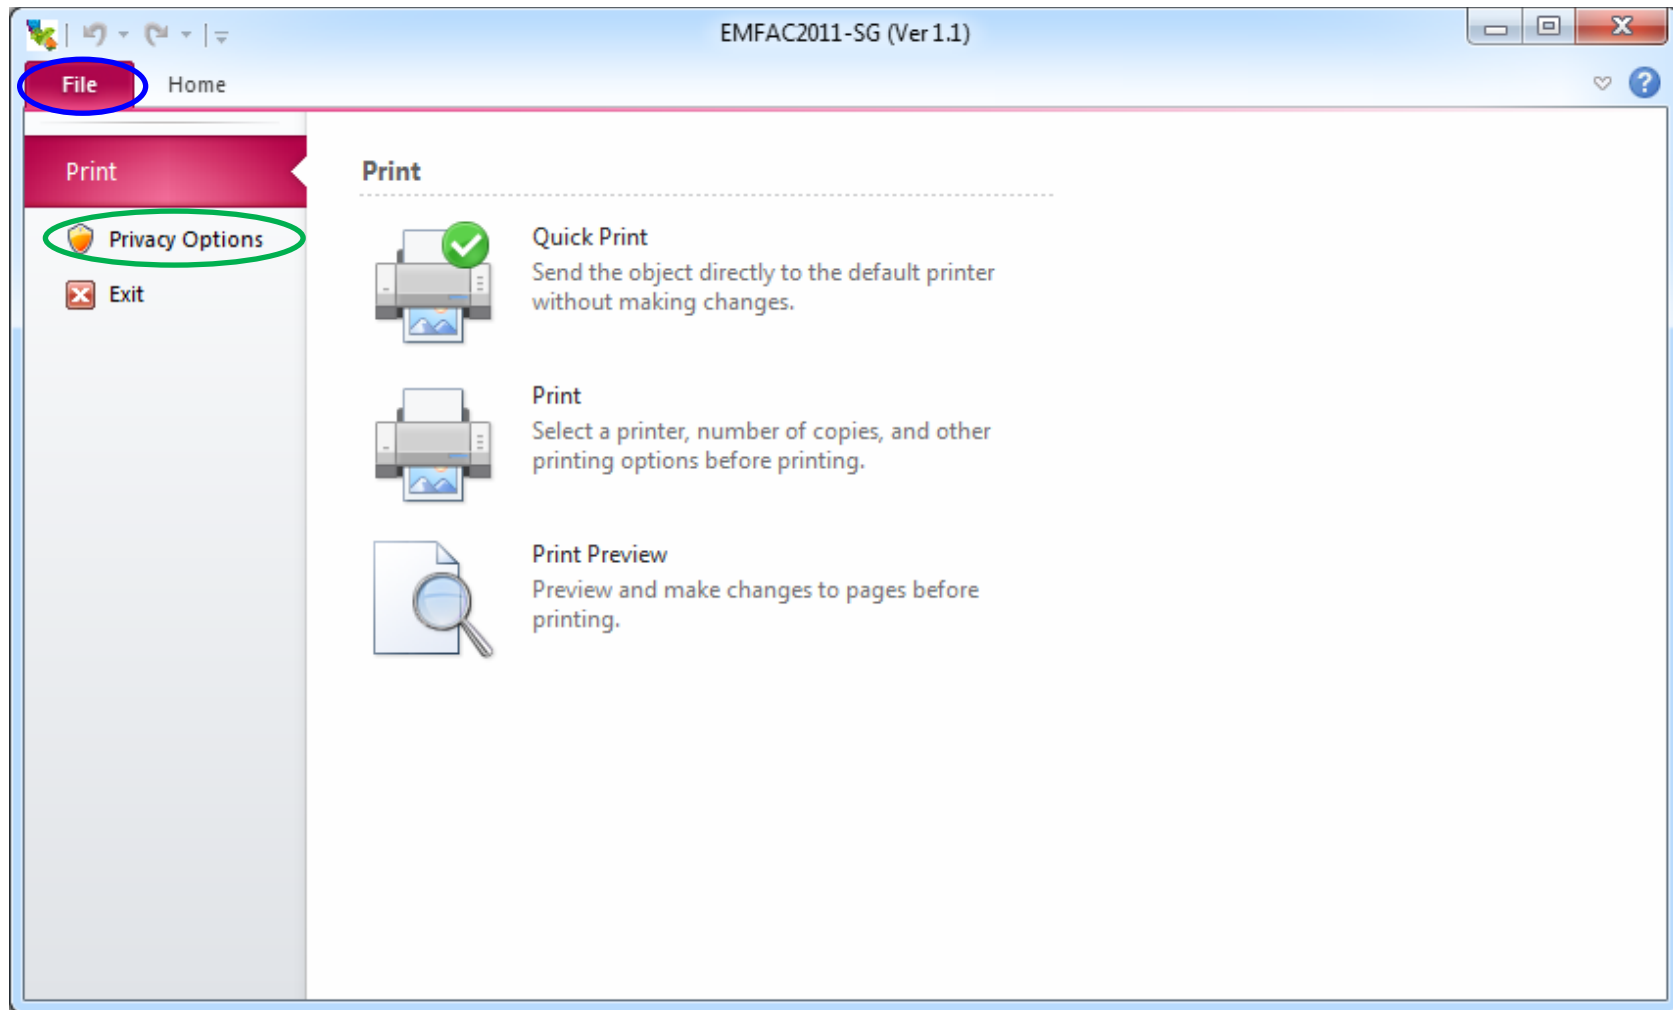 EMFAC2011-SG (Ver 1.1)
File
Home
Print
Privacy Options
Exit
Print
Quick Print
Send the object directly to the default printer
without making changes.
Print
Select a printer, number of copies, and other
printing options before printing.
Print Preview
Preview and make changes to pages before
printing.